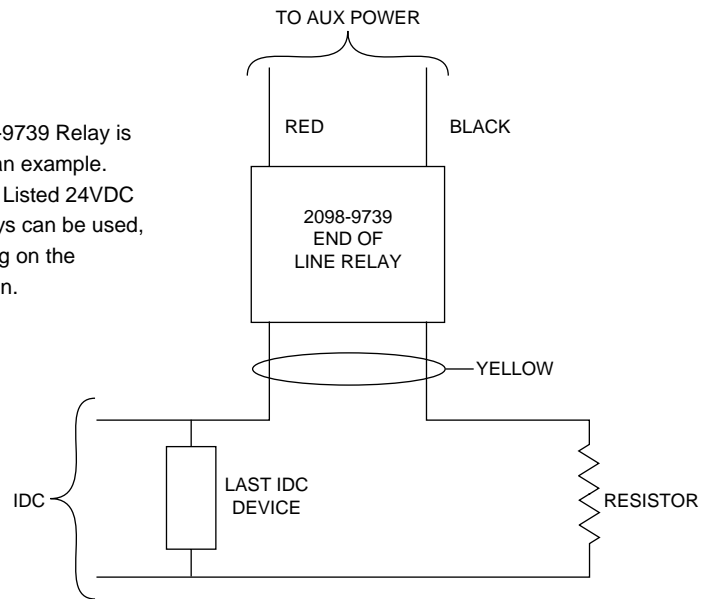 TO AUX POWER
RED
BLACK
-9739 Relay is
an example.
Listed 24VDC
ys can be used,
g on the
n.
2098-9739
END OF
LINE RELAY
YELLOW
IDC
LAST IDC
DEVICE
RESISTOR